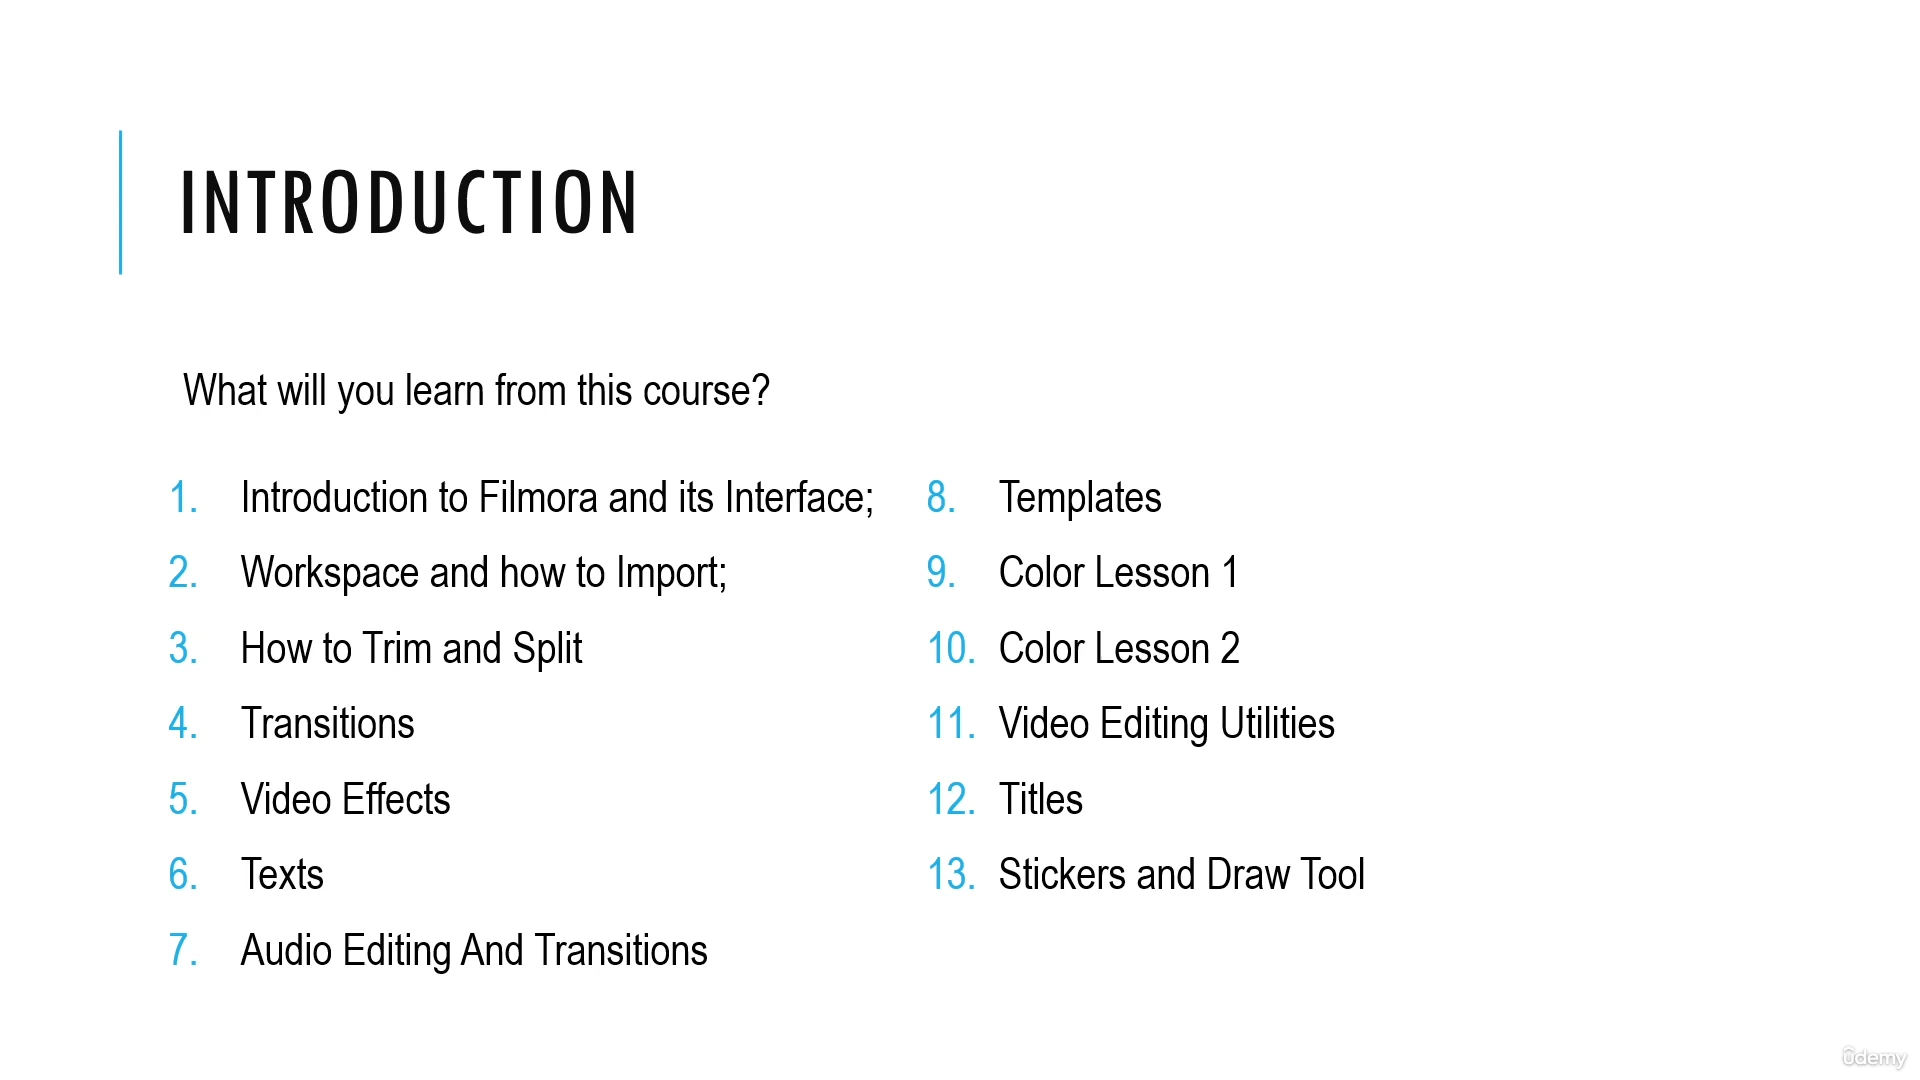 INTRODUCTION
What will you learn from this course?
1. Introduction to Filmora and its Interface;
2. Workspace and how to Import;
3. How to Trim and Split
4. Transitions
5. Video Effects
6. Texts
7. Audio Editing And Transitions
8. Templates
9. Color Lesson 1
10. Color Lesson 2
11. Video Editing Utilities
12. Titles
13. Stickers and Draw Tool
ûdemy